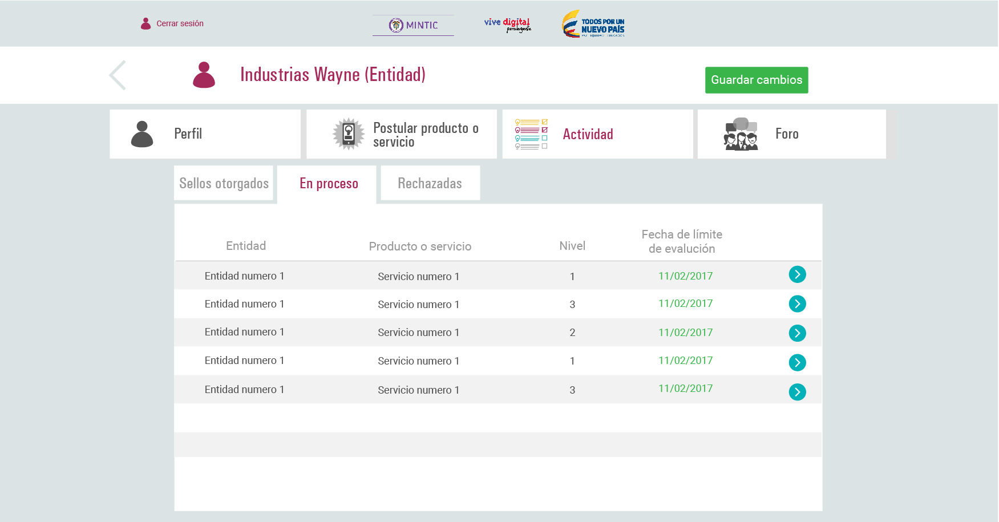 Cerrar sesión
MINTIC
vive digital
para la gente
TODOS POR UN
NUEVO PAÍS
PAZ EQUIDAD EDUCACIÓN
Industrias Wayne (Entidad)
Guardar cambios
Perfil
Postular producto o
servicio
Actividad
Foro
Sellos otorgados
En proceso
Rechazadas
Entidad
Producto o servicio
Nivel
Fecha de límite
de evalución
Entidad numero 1 Servicio numero 1 1 11/02/2017
Entidad numero 1 Servicio numero 1 3 11/02/2017
Entidad numero 1 Servicio numero 1 2 11/02/2017
Entidad numero 1 Servicio numero 1 1 11/02/2017
Entidad numero 1 Servicio numero 1 3 11/02/2017